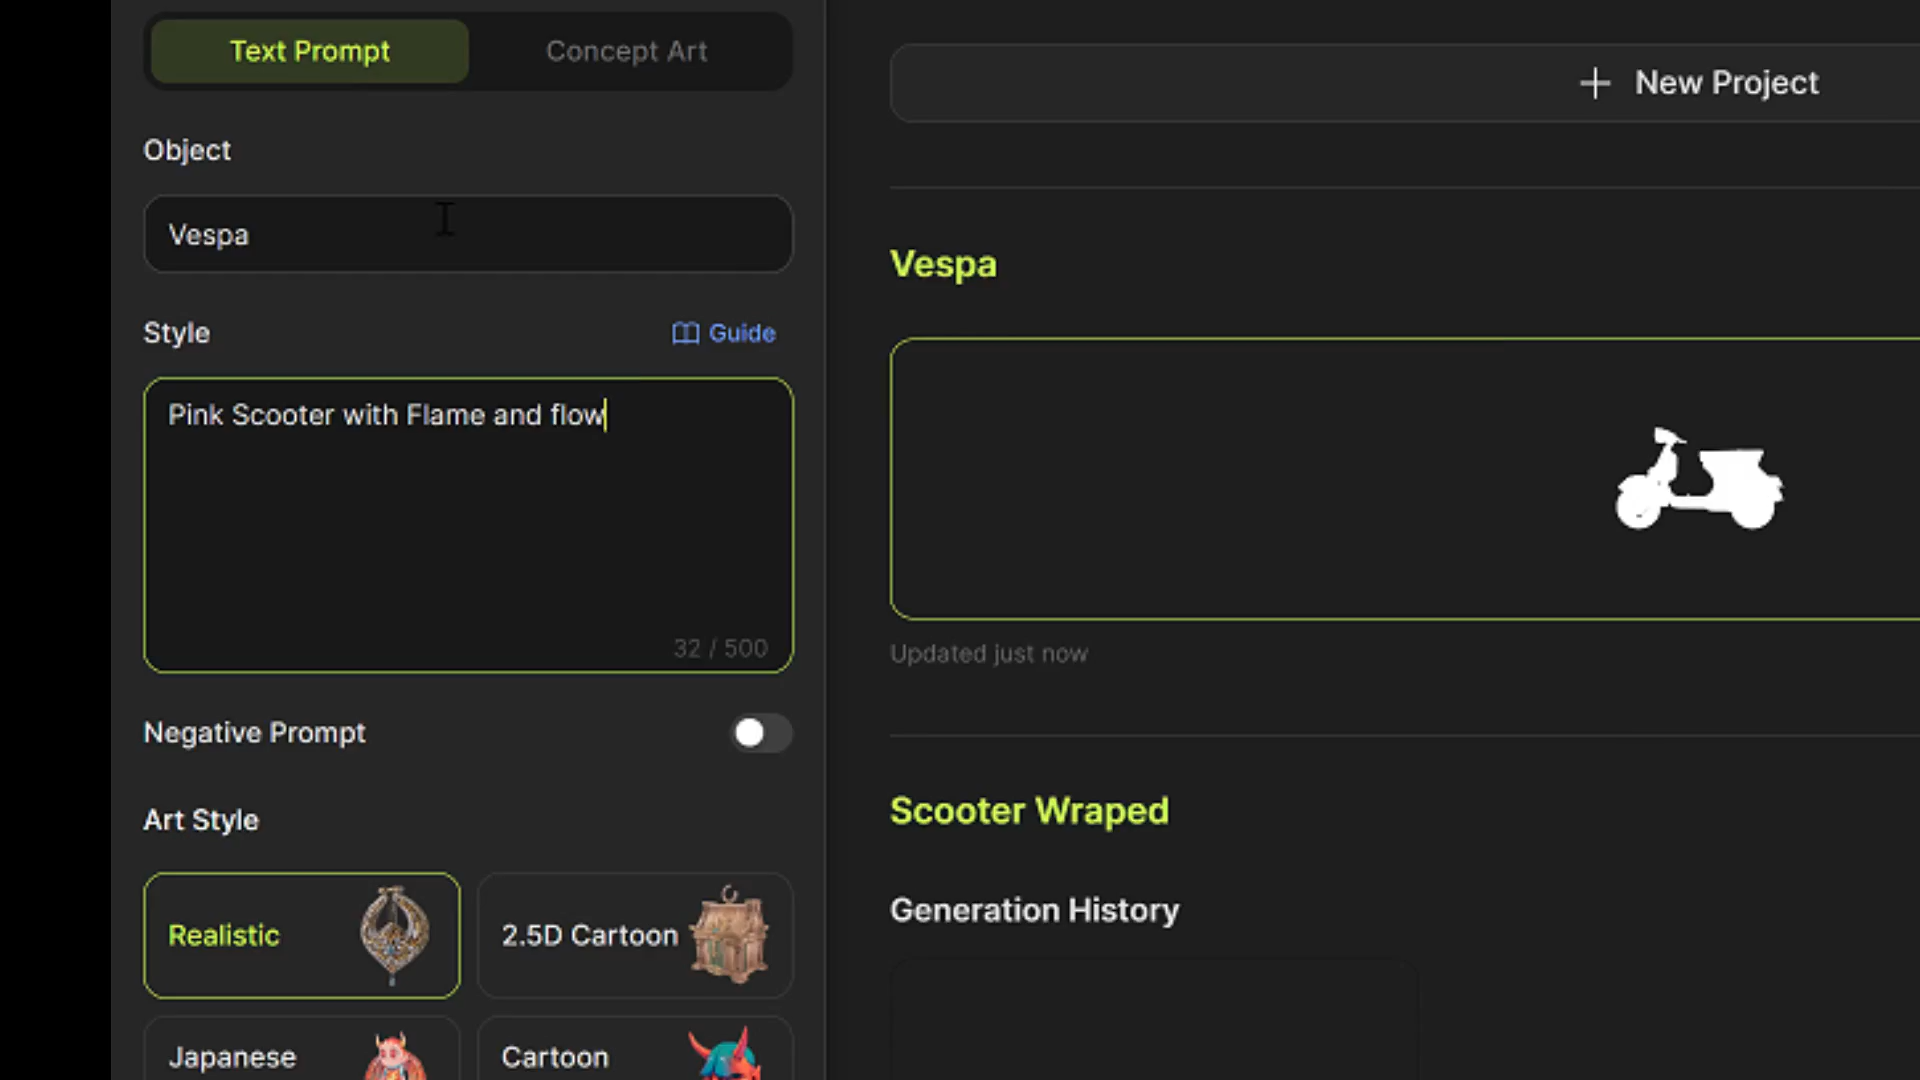 Text Prompt
Concept Art
Object
Vespa
Style
Guide
Pink Scooter with Flame and flow
32 / 500
Negative Prompt
Art Style
Realistic
2.5D Cartoon
Japanese
Cartoon
New Project
Vespa
Updated just now
Scooter Wraped
Generation History